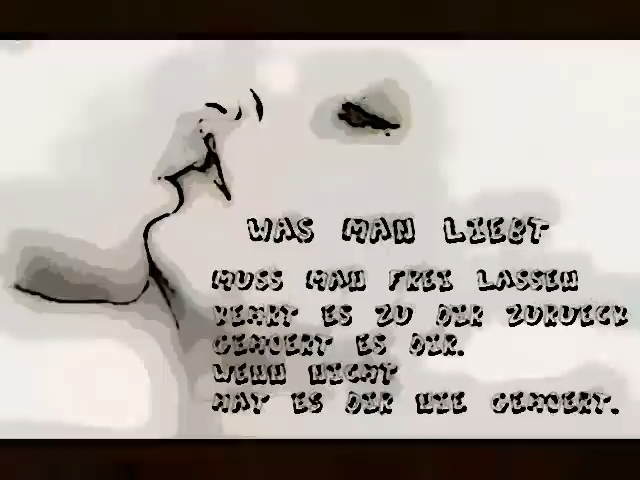 WAS MAN LIEBT
MUSS MAN FREI LASSEN
KEHRT ES ZU DIR ZURUECK
GEHOERT ES DIR.
WENN NICHT
HAT ES DIR NIE GEHOERT.